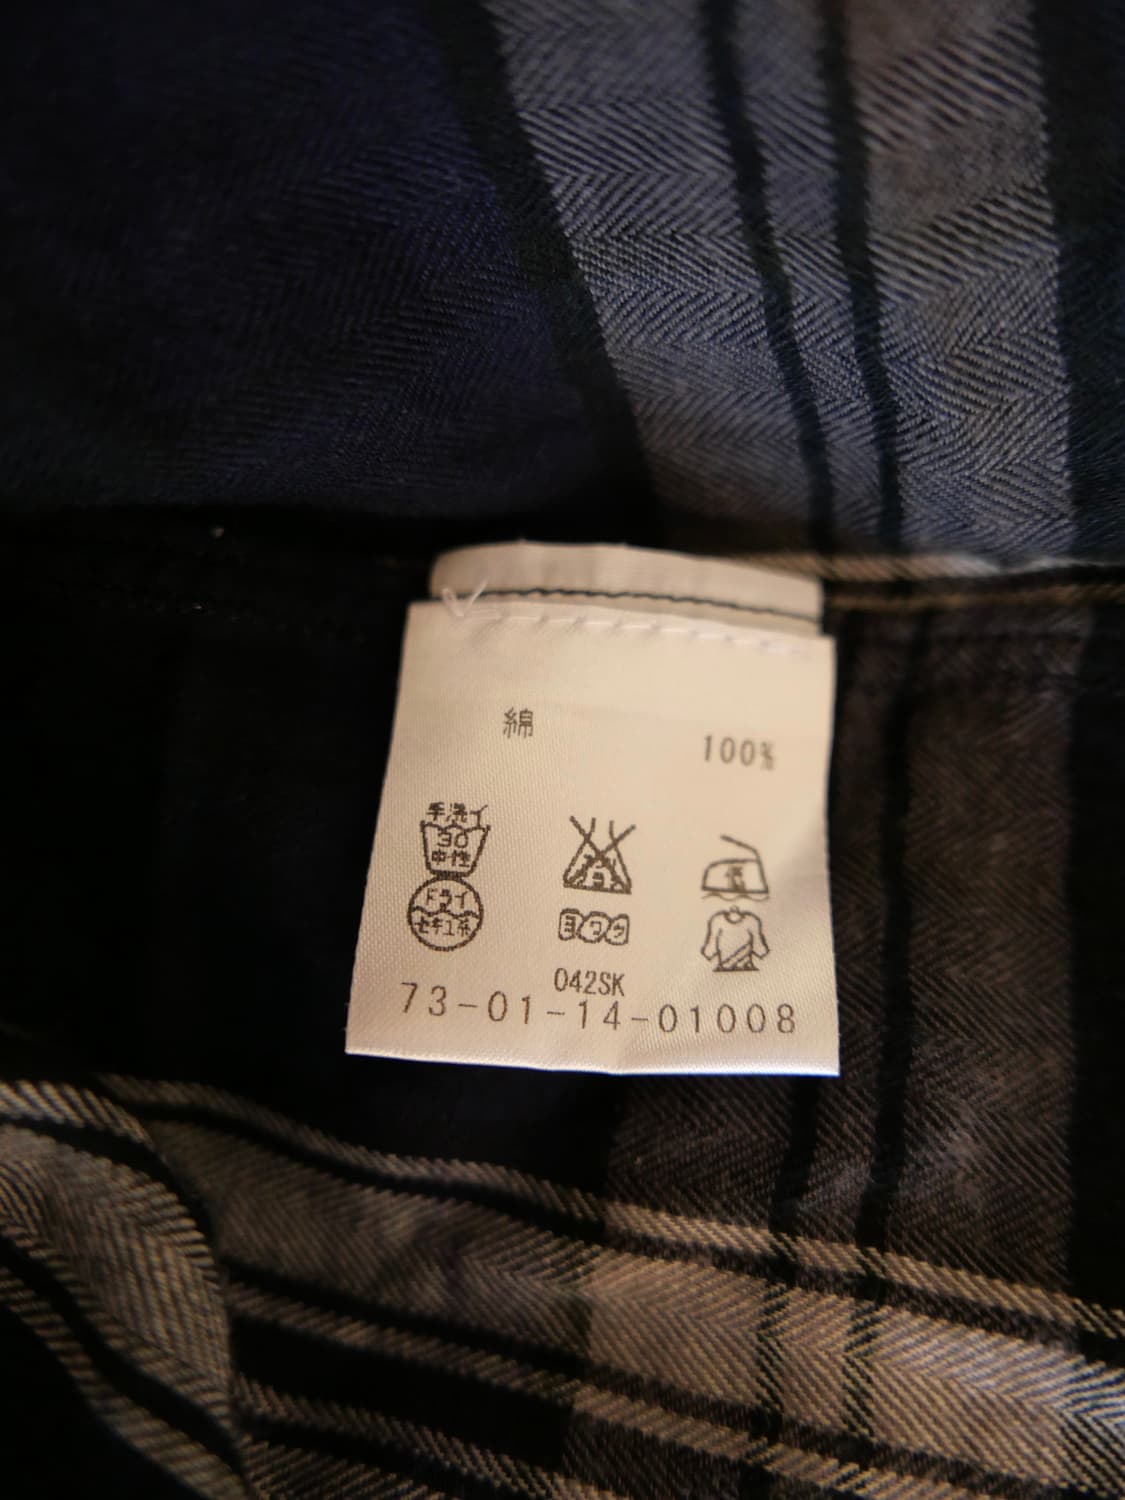 綿 100%
手洗イ
30
中性
低
ドライ
セキユ系
ヨワク
042SK
73-01-14-01008